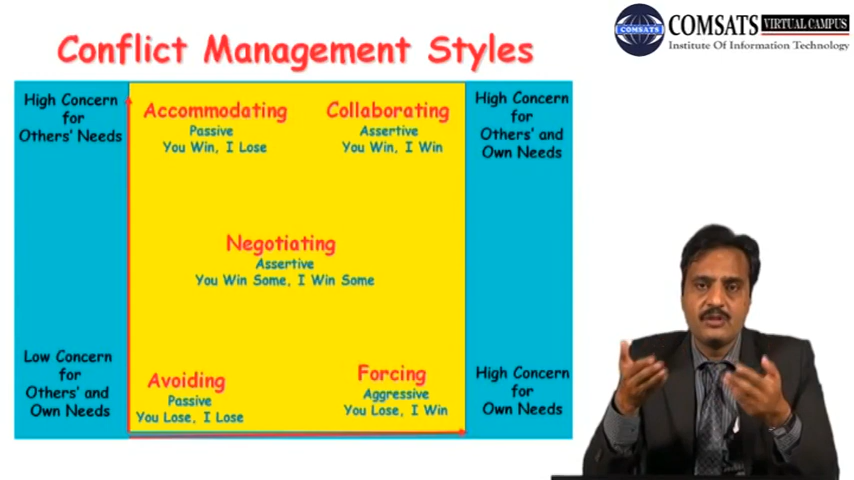 COMSATS VIRTUAL CAMPUS
Institute Of Information Technology
COMSATS
Conflict Management Styles
High Concern
for
Others' Needs
Accommodating
Passive
You Win, I Lose
Collaborating
Assertive
You Win, I Win
High Concern
for
Others' and
Own Needs
Negotiating
Assertive
You Win Some, I Win Some
Low Concern
for
Others' and
Own Needs
Avoiding
Passive
You Lose, I Lose
Forcing
Aggressive
You Lose, I Win
High Concern
for
Own Needs